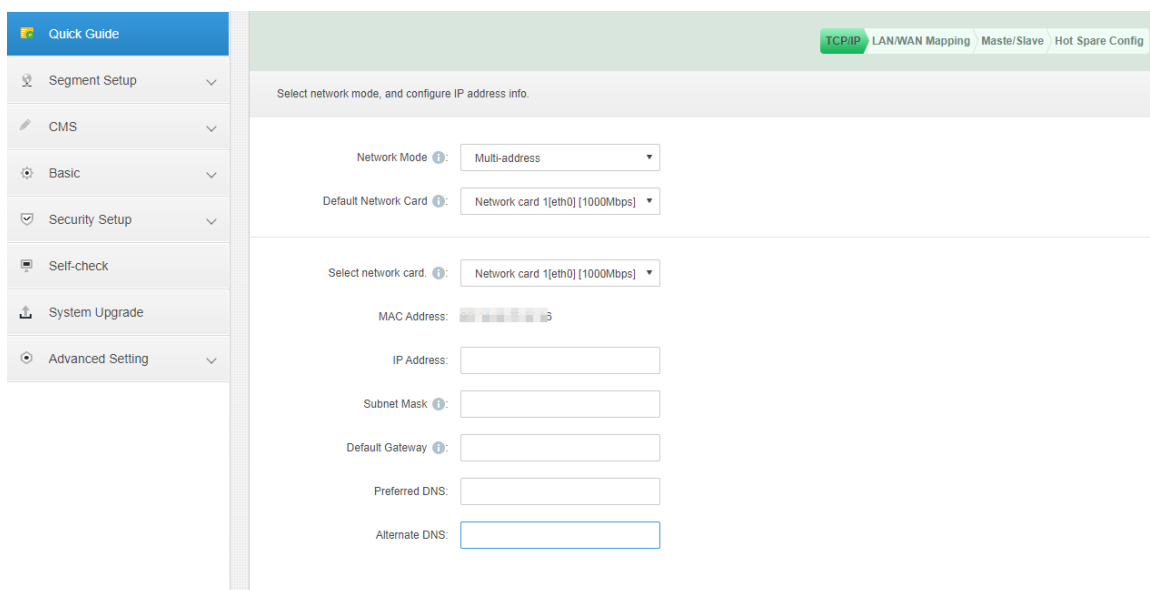 Quick Guide
Segment Setup
CMS
Basic
Security Setup
Self-check
System Upgrade
Advanced Setting
TCP/IP LAN/WAN Mapping Maste/Slave Hot Spare Config
Select network mode, and configure IP address info.
Network Mode : Multi-address
Default Network Card : Network card 1[eth0] [1000Mbps]
Select network card. : Network card 1[eth0] [1000Mbps]
MAC Address: 6
IP Address:
Subnet Mask :
Default Gateway :
Preferred DNS:
Alternate DNS: